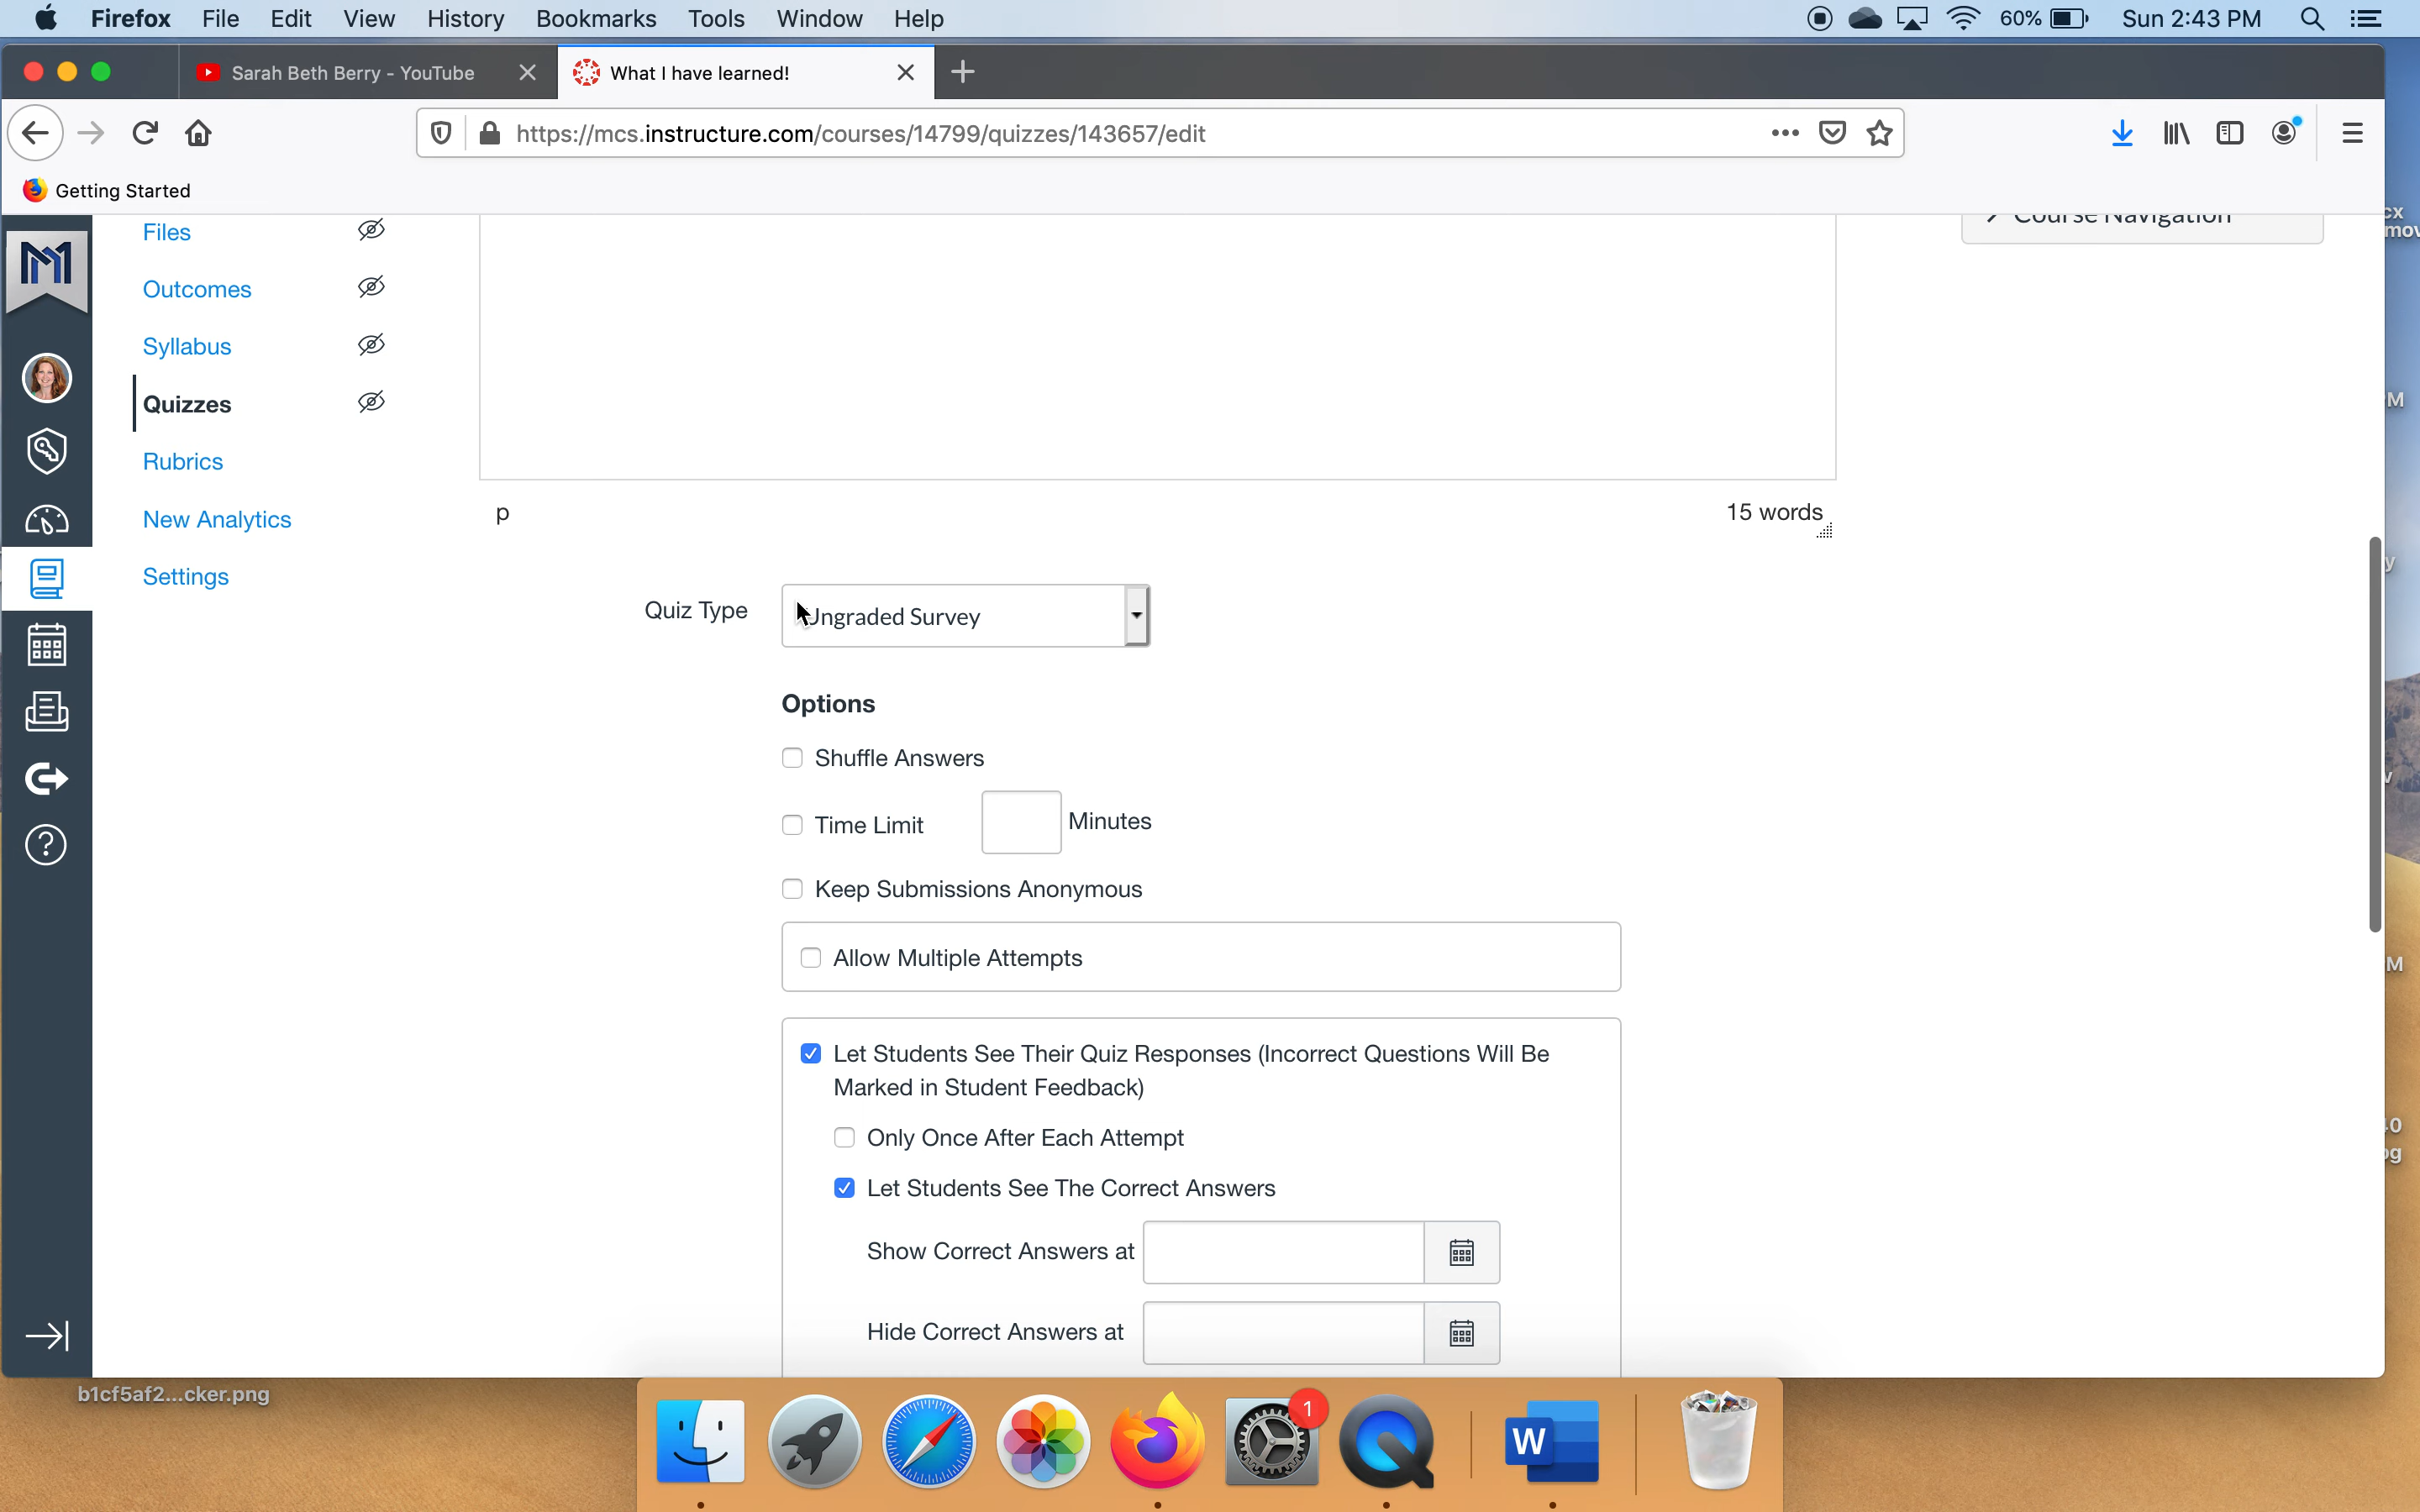 Firefox File Edit View History Bookmarks Tools Window Help 60% Sun 2:43 PM
Sarah Beth Berry - YouTube What I have learned!
https://mcs.instructure.com/courses/14799/quizzes/143657/edit
Getting Started
Files
Course Navigation
Outcomes
Syllabus
Quizzes
Rubrics
New Analytics
Settings
p 15 words
Quiz Type Ungraded Survey
Options
Shuffle Answers
Time Limit Minutes
Keep Submissions Anonymous
Allow Multiple Attempts
Let Students See Their Quiz Responses (Incorrect Questions Will Be
Marked in Student Feedback)
Only Once After Each Attempt
Let Students See The Correct Answers
Show Correct Answers at
Hide Correct Answers at
b1cf5af2...cker.png
1
W